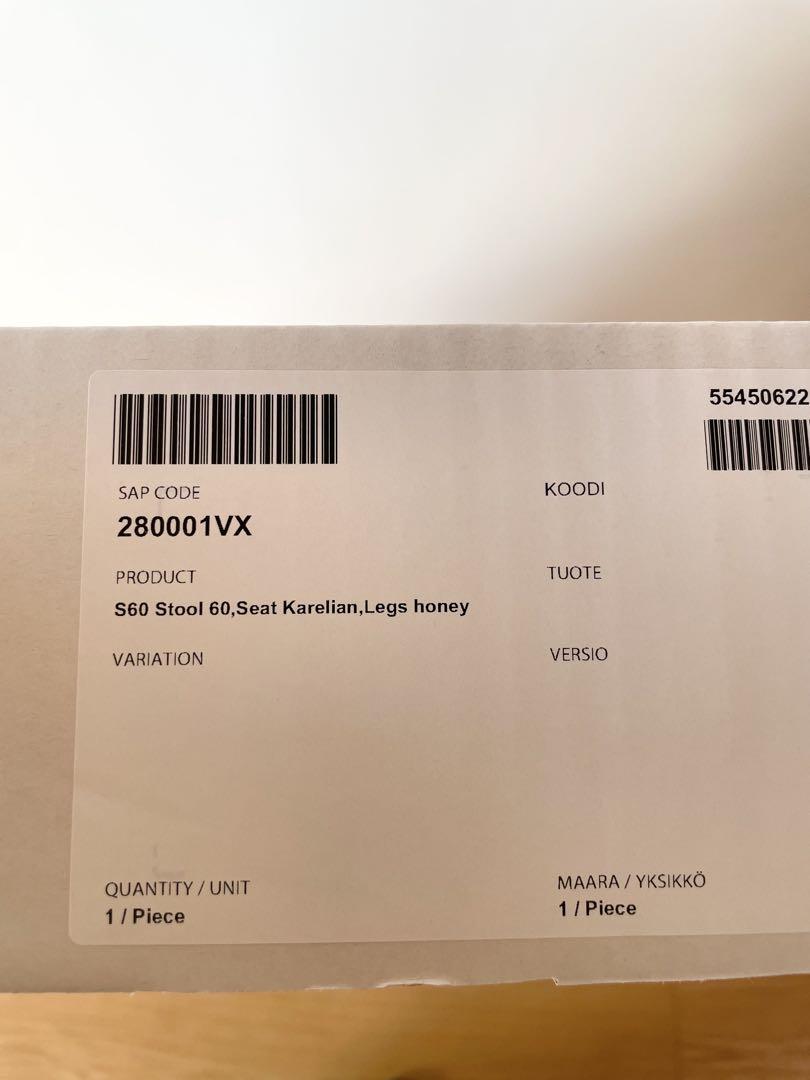 55450622
SAP CODE
280001VX
KOODI
PRODUCT
S60 Stool 60,Seat Karelian,Legs honey
TUOTE
VARIATION
VERSIO
QUANTITY / UNIT
1 / Piece
MAARA / YKSIKKÖ
1 / Piece